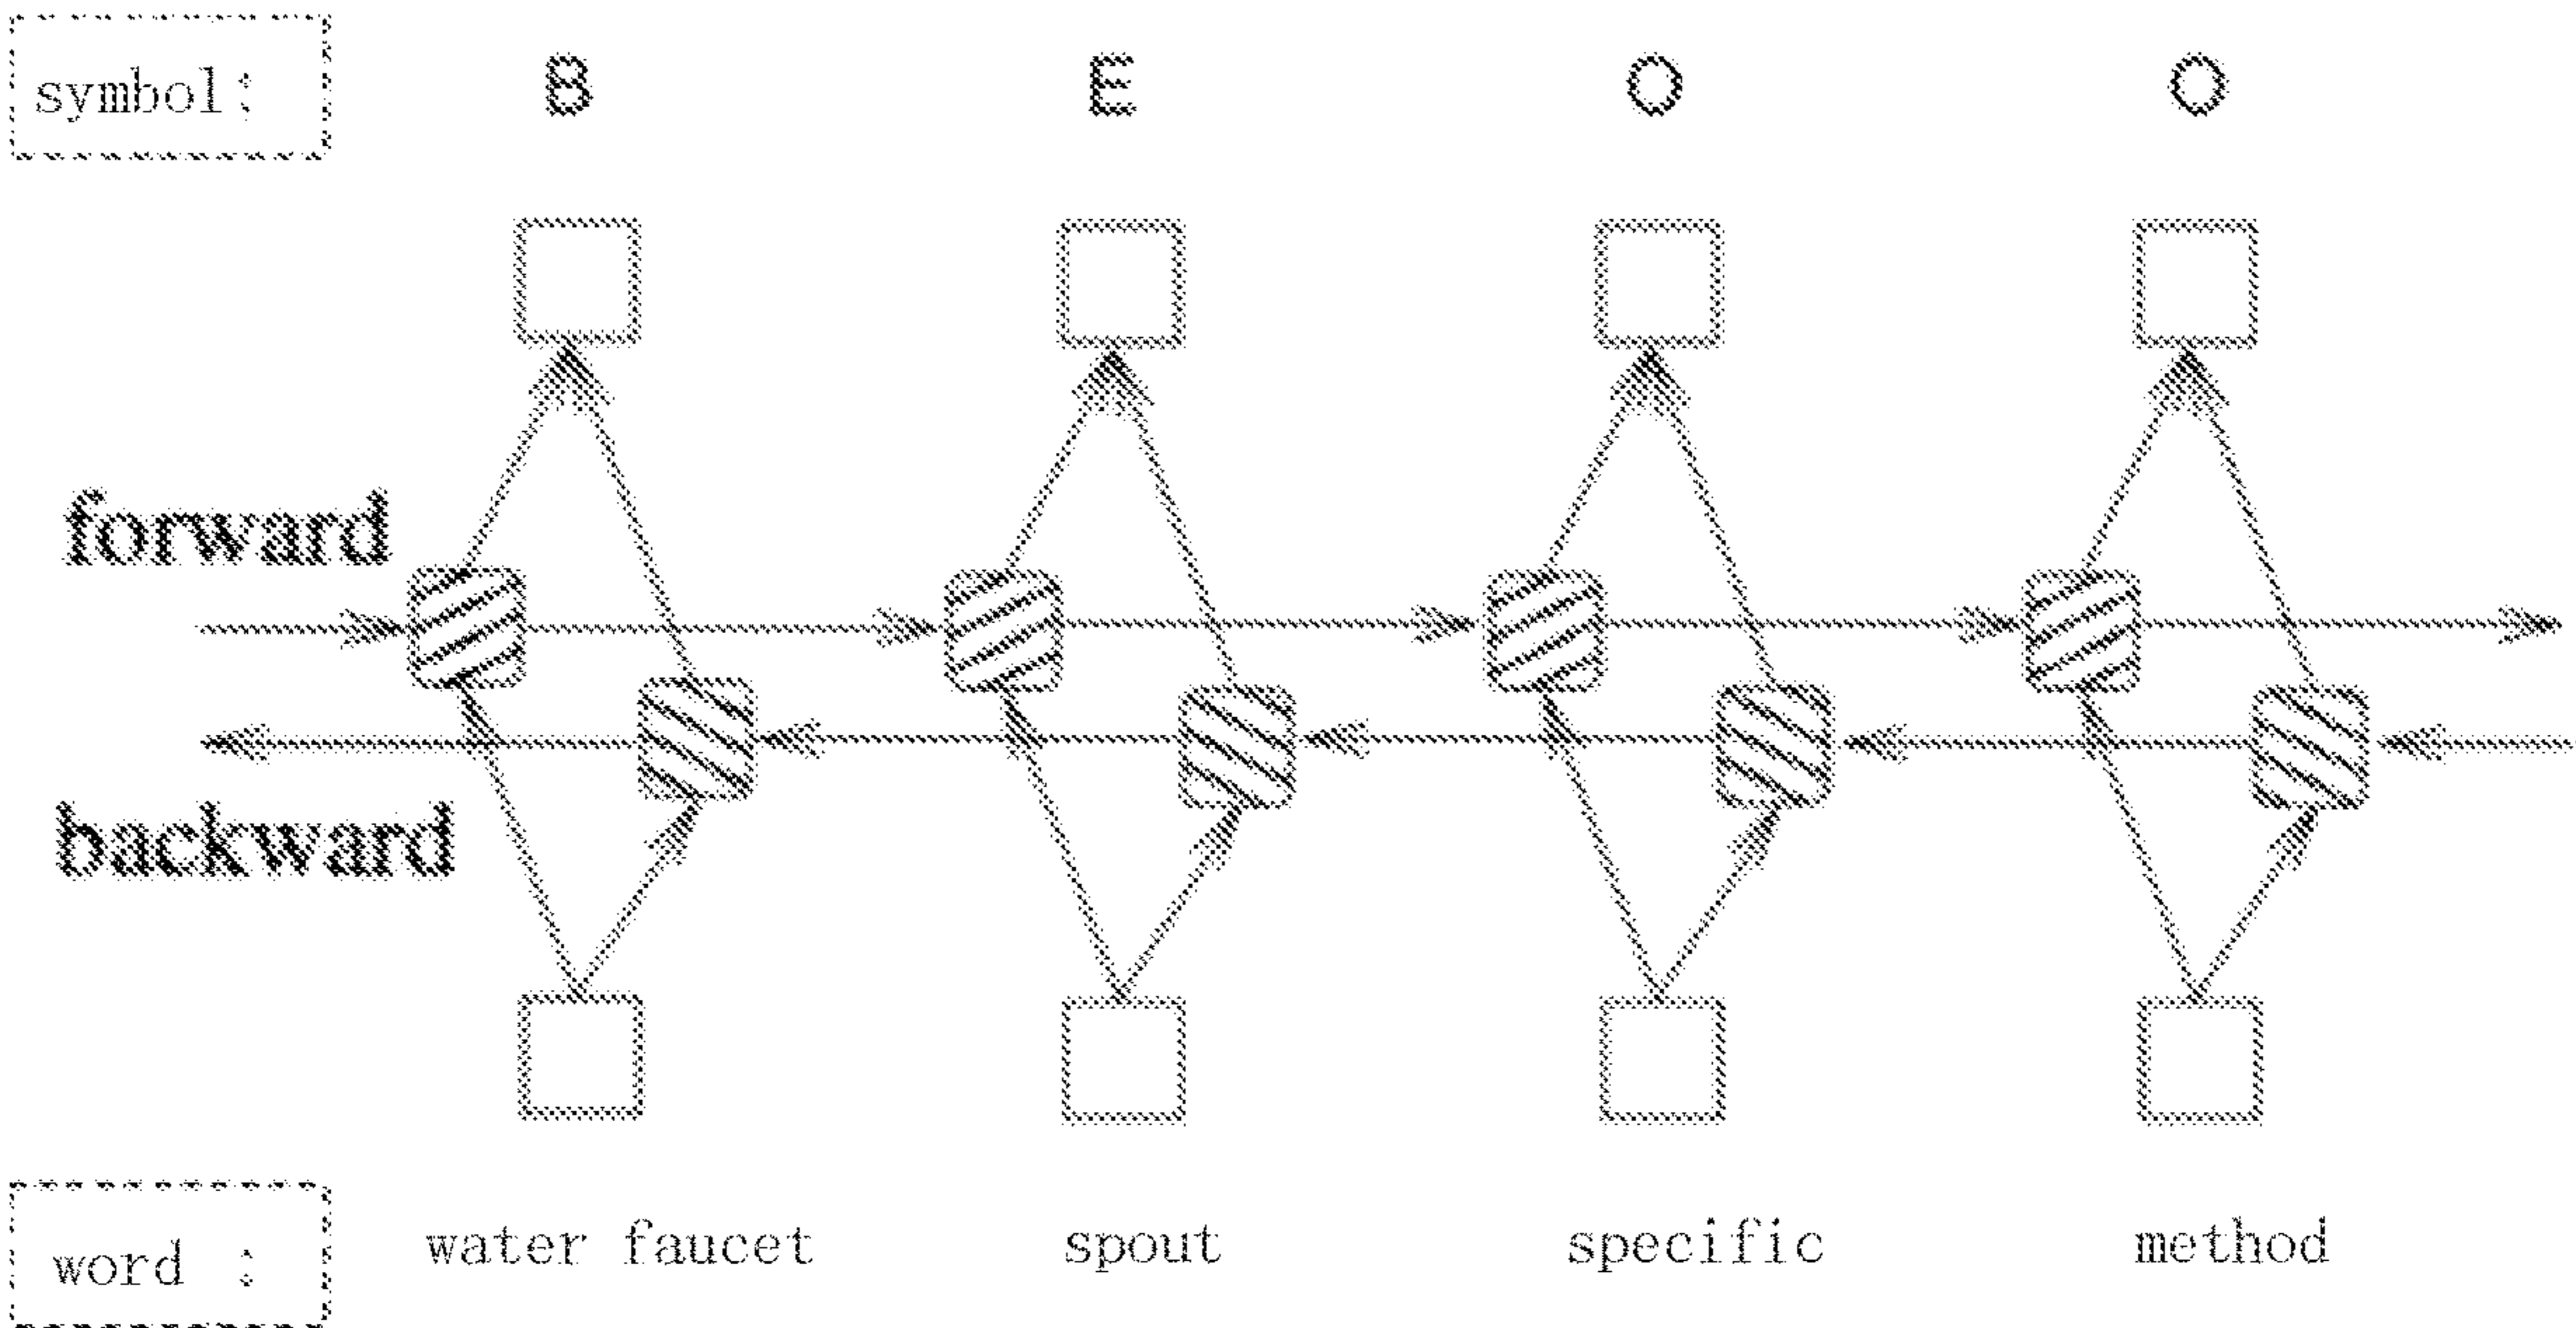 symbol: B E O O
forward
backward
word : water faucet spout specific method